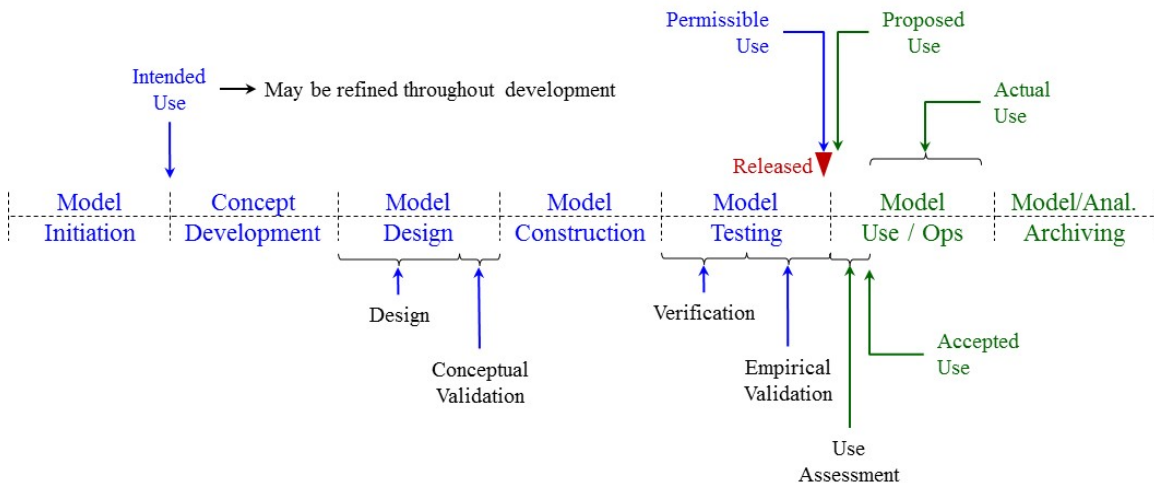 Permissible
Use
Proposed
Use
Intended
Use
May be refined throughout development
Actual
Use
Released
Model
Initiation
Concept
Development
Model
Design
Model
Construction
Model
Testing
Model
Use / Ops
Model/Anal.
Archiving
Design
Verification
Conceptual
Validation
Empirical
Validation
Accepted
Use
Use
Assessment